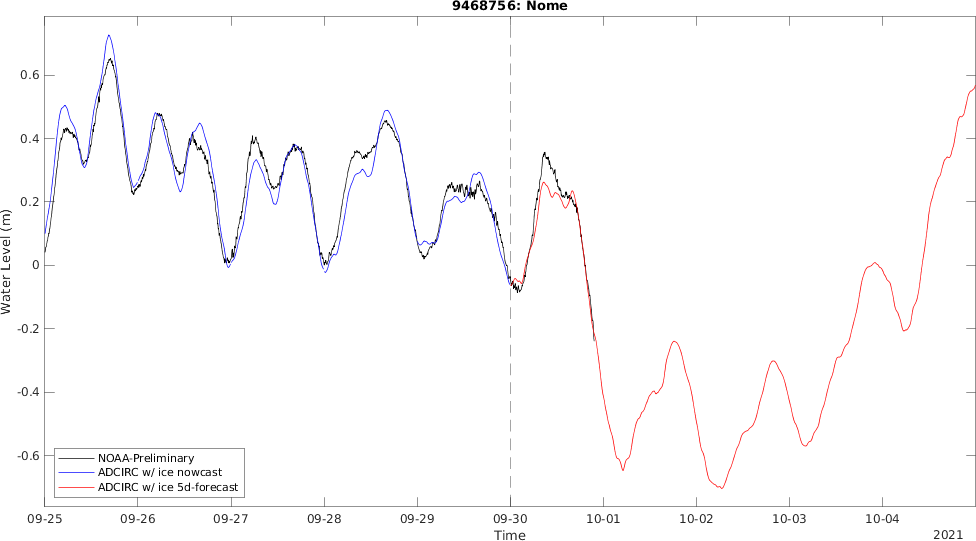 9468756: Nome
Water Level (m)
0.6
0.4
0.2
0
-0.2
-0.4
-0.6
NOAA-Preliminary
ADCIRC w/ ice nowcast
ADCIRC w/ ice 5d-forecast
09-25 09-26 09-27 09-28 09-29 09-30 10-01 10-02 10-03 10-04
Time
2021